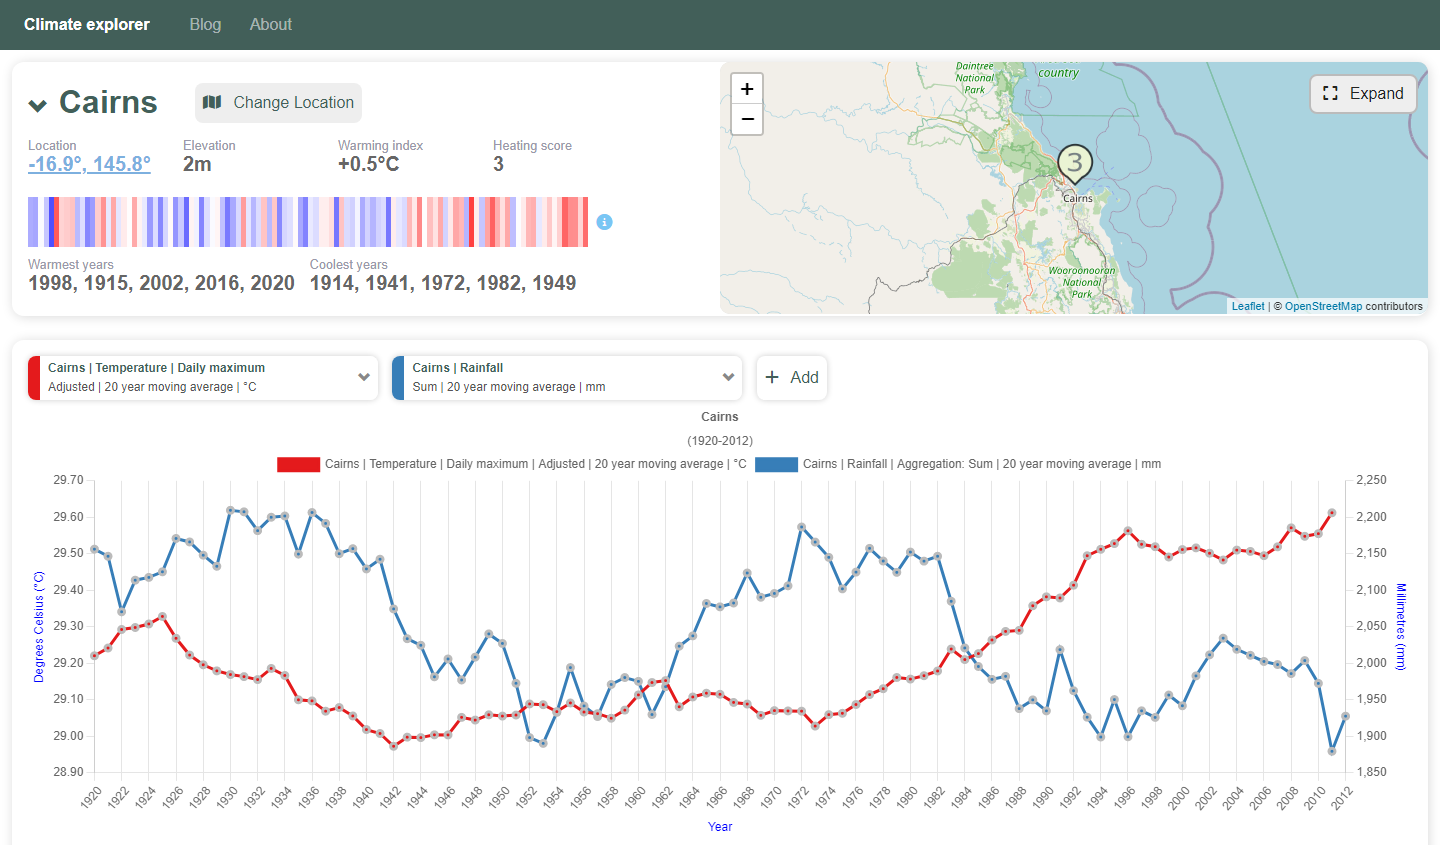 Climate explorer
Blog
About
Cairns
Change Location
Location
-16.9°, 145.8°
Elevation
2m
Warming index
+0.5°C
Heating score
3
Warmest years
1998, 1915, 2002, 2016, 2020
Coolest years
1914, 1941, 1972, 1982, 1949
+
−
Daintree
National
Park
country
3
Cairns
Wooroonooran
National
Park
Expand
Leaflet | © OpenStreetMap contributors
Cairns | Temperature | Daily maximum
Adjusted | 20 year moving average | °C
Cairns | Rainfall
Sum | 20 year moving average | mm
+ Add
Cairns
(1920-2012)
Cairns | Temperature | Daily maximum | Adjusted | 20 year moving average | °C
Cairns | Rainfall | Aggregation: Sum | 20 year moving average | mm
29.70
29.60
29.50
29.40
29.30
29.20
29.10
29.00
28.90
Degrees Celsius (°C)
2,250
2,200
2,150
2,100
2,050
2,000
1,950
1,900
1,850
Millimetres (mm)
1920 1922 1924 1926 1928 1930 1932 1934 1936 1938 1940 1942 1944 1946 1948 1950 1952 1954 1956 1958 1960 1962 1964 1966 1968 1970 1972 1974 1976 1978 1980 1982 1984 1986 1988 1990 1992 1994 1996 1998 2000 2002 2004 2006 2008 2010 2012
Year